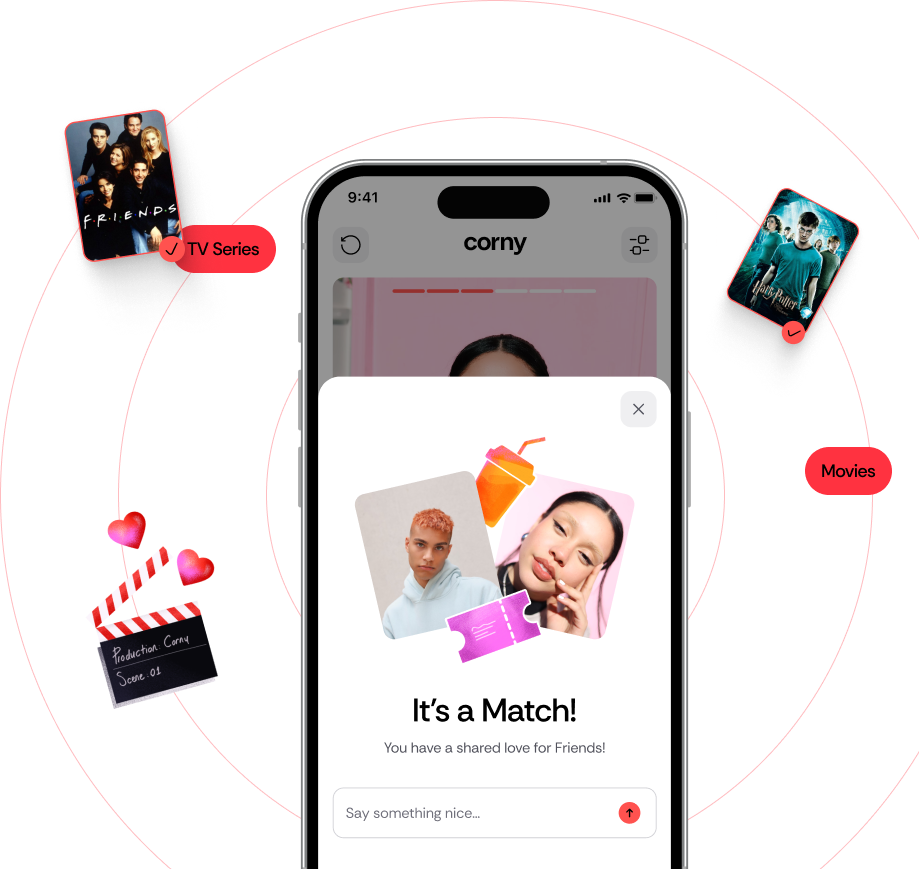 F·R·I·E·N·D·S
TV Series
9:41
corny
Harry Potter
Movies
Production: Corny
Scene: 01
It's a Match!
You have a shared love for Friends!
Say something nice...